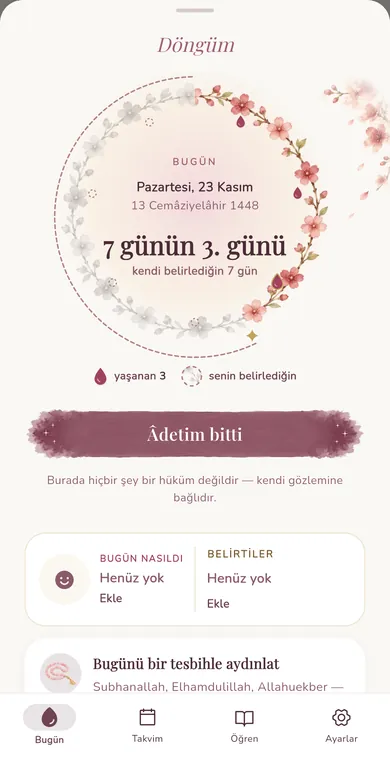 Döngüm
BUGÜN
Pazartesi, 23 Kasım
13 Cemâziyelâhir 1448
7 günün 3. günü
kendi belirlediğin 7 gün
yaşanan 3
senin belirlediğin
Âdetim bitti
Burada hiçbir şey bir hüküm değildir — kendi gözlemine
bağlıdır.
BUGÜN NASILDI
Henüz yok
Ekle
BELİRTİLER
Henüz yok
Ekle
Bugünü bir tesbihle aydınlat
Subhanallah, Elhamdulillah, Allahuekber —
Bugün
Takvim
Öğren
Ayarlar